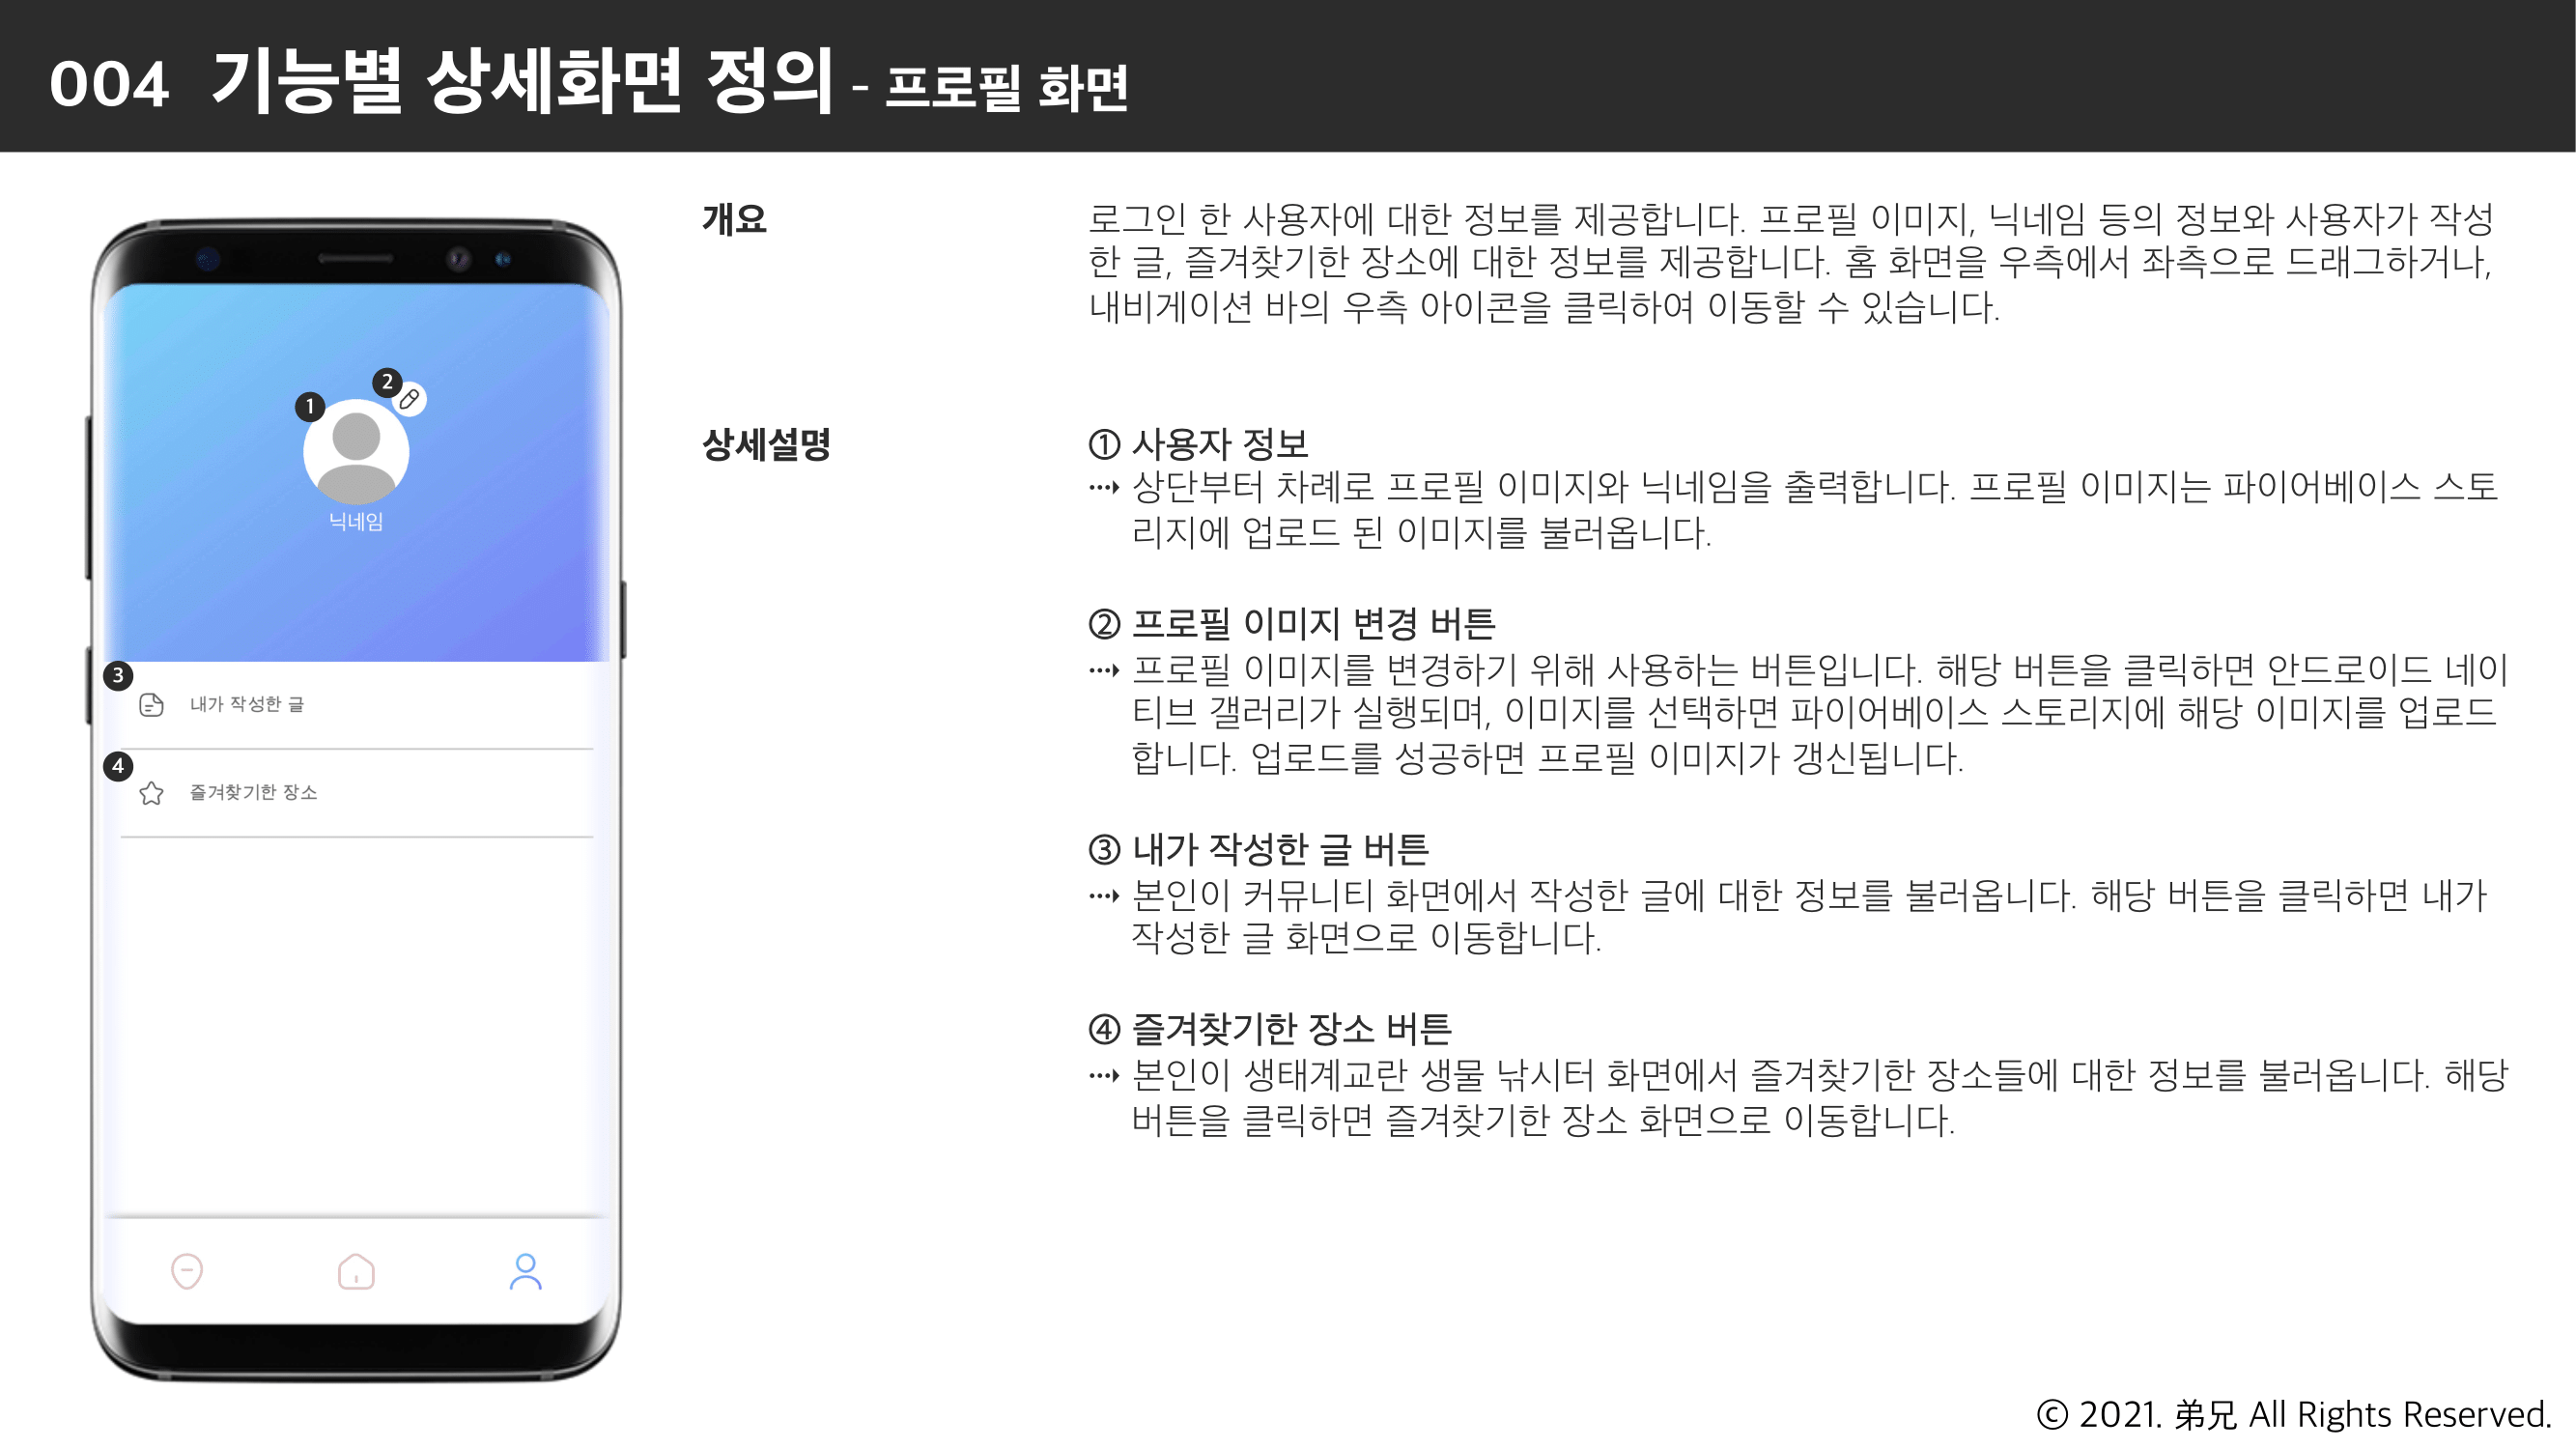 004 기능별 상세화면 정의 - 프로필 화면
1
2
닉네임
3
내가 작성한 글
4
즐겨찾기한 장소
개요
로그인 한 사용자에 대한 정보를 제공합니다. 프로필 이미지, 닉네임 등의 정보와 사용자가 작성
한 글, 즐겨찾기한 장소에 대한 정보를 제공합니다. 홈 화면을 우측에서 좌측으로 드래그하거나,
내비게이션 바의 우측 아이콘을 클릭하여 이동할 수 있습니다.
상세설명
① 사용자 정보
⤑ 상단부터 차례로 프로필 이미지와 닉네임을 출력합니다. 프로필 이미지는 파이어베이스 스토
리지에 업로드 된 이미지를 불러옵니다.
② 프로필 이미지 변경 버튼
⤑ 프로필 이미지를 변경하기 위해 사용하는 버튼입니다. 해당 버튼을 클릭하면 안드로이드 네이
티브 갤러리가 실행되며, 이미지를 선택하면 파이어베이스 스토리지에 해당 이미지를 업로드
합니다. 업로드를 성공하면 프로필 이미지가 갱신됩니다.
③ 내가 작성한 글 버튼
⤑ 본인이 커뮤니티 화면에서 작성한 글에 대한 정보를 불러옵니다. 해당 버튼을 클릭하면 내가
작성한 글 화면으로 이동합니다.
④ 즐겨찾기한 장소 버튼
⤑ 본인이 생태계교란 생물 낚시터 화면에서 즐겨찾기한 장소들에 대한 정보를 불러옵니다. 해당
버튼을 클릭하면 즐겨찾기한 장소 화면으로 이동합니다.
ⓒ 2021. 弟兄 All Rights Reserved.